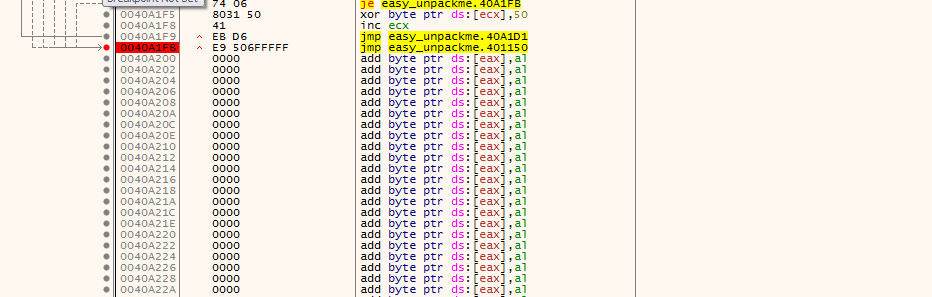 Breakpoint Not Set
74 06 je easy_unpackme.40A1FB
0040A1F5 8031 50 xor byte ptr ds:[ecx],50
0040A1F8 41 inc ecx
0040A1F9 ^ EB D6 jmp easy_unpackme.40A1D1
0040A1FB ^ E9 506FFFFF jmp easy_unpackme.401150
0040A200 0000 add byte ptr ds:[eax],al
0040A202 0000 add byte ptr ds:[eax],al
0040A204 0000 add byte ptr ds:[eax],al
0040A206 0000 add byte ptr ds:[eax],al
0040A208 0000 add byte ptr ds:[eax],al
0040A20A 0000 add byte ptr ds:[eax],al
0040A20C 0000 add byte ptr ds:[eax],al
0040A20E 0000 add byte ptr ds:[eax],al
0040A210 0000 add byte ptr ds:[eax],al
0040A212 0000 add byte ptr ds:[eax],al
0040A214 0000 add byte ptr ds:[eax],al
0040A216 0000 add byte ptr ds:[eax],al
0040A218 0000 add byte ptr ds:[eax],al
0040A21A 0000 add byte ptr ds:[eax],al
0040A21C 0000 add byte ptr ds:[eax],al
0040A21E 0000 add byte ptr ds:[eax],al
0040A220 0000 add byte ptr ds:[eax],al
0040A222 0000 add byte ptr ds:[eax],al
0040A224 0000 add byte ptr ds:[eax],al
0040A226 0000 add byte ptr ds:[eax],al
0040A228 0000 add byte ptr ds:[eax],al
0040A22A 0000 add byte ptr ds:[eax],al